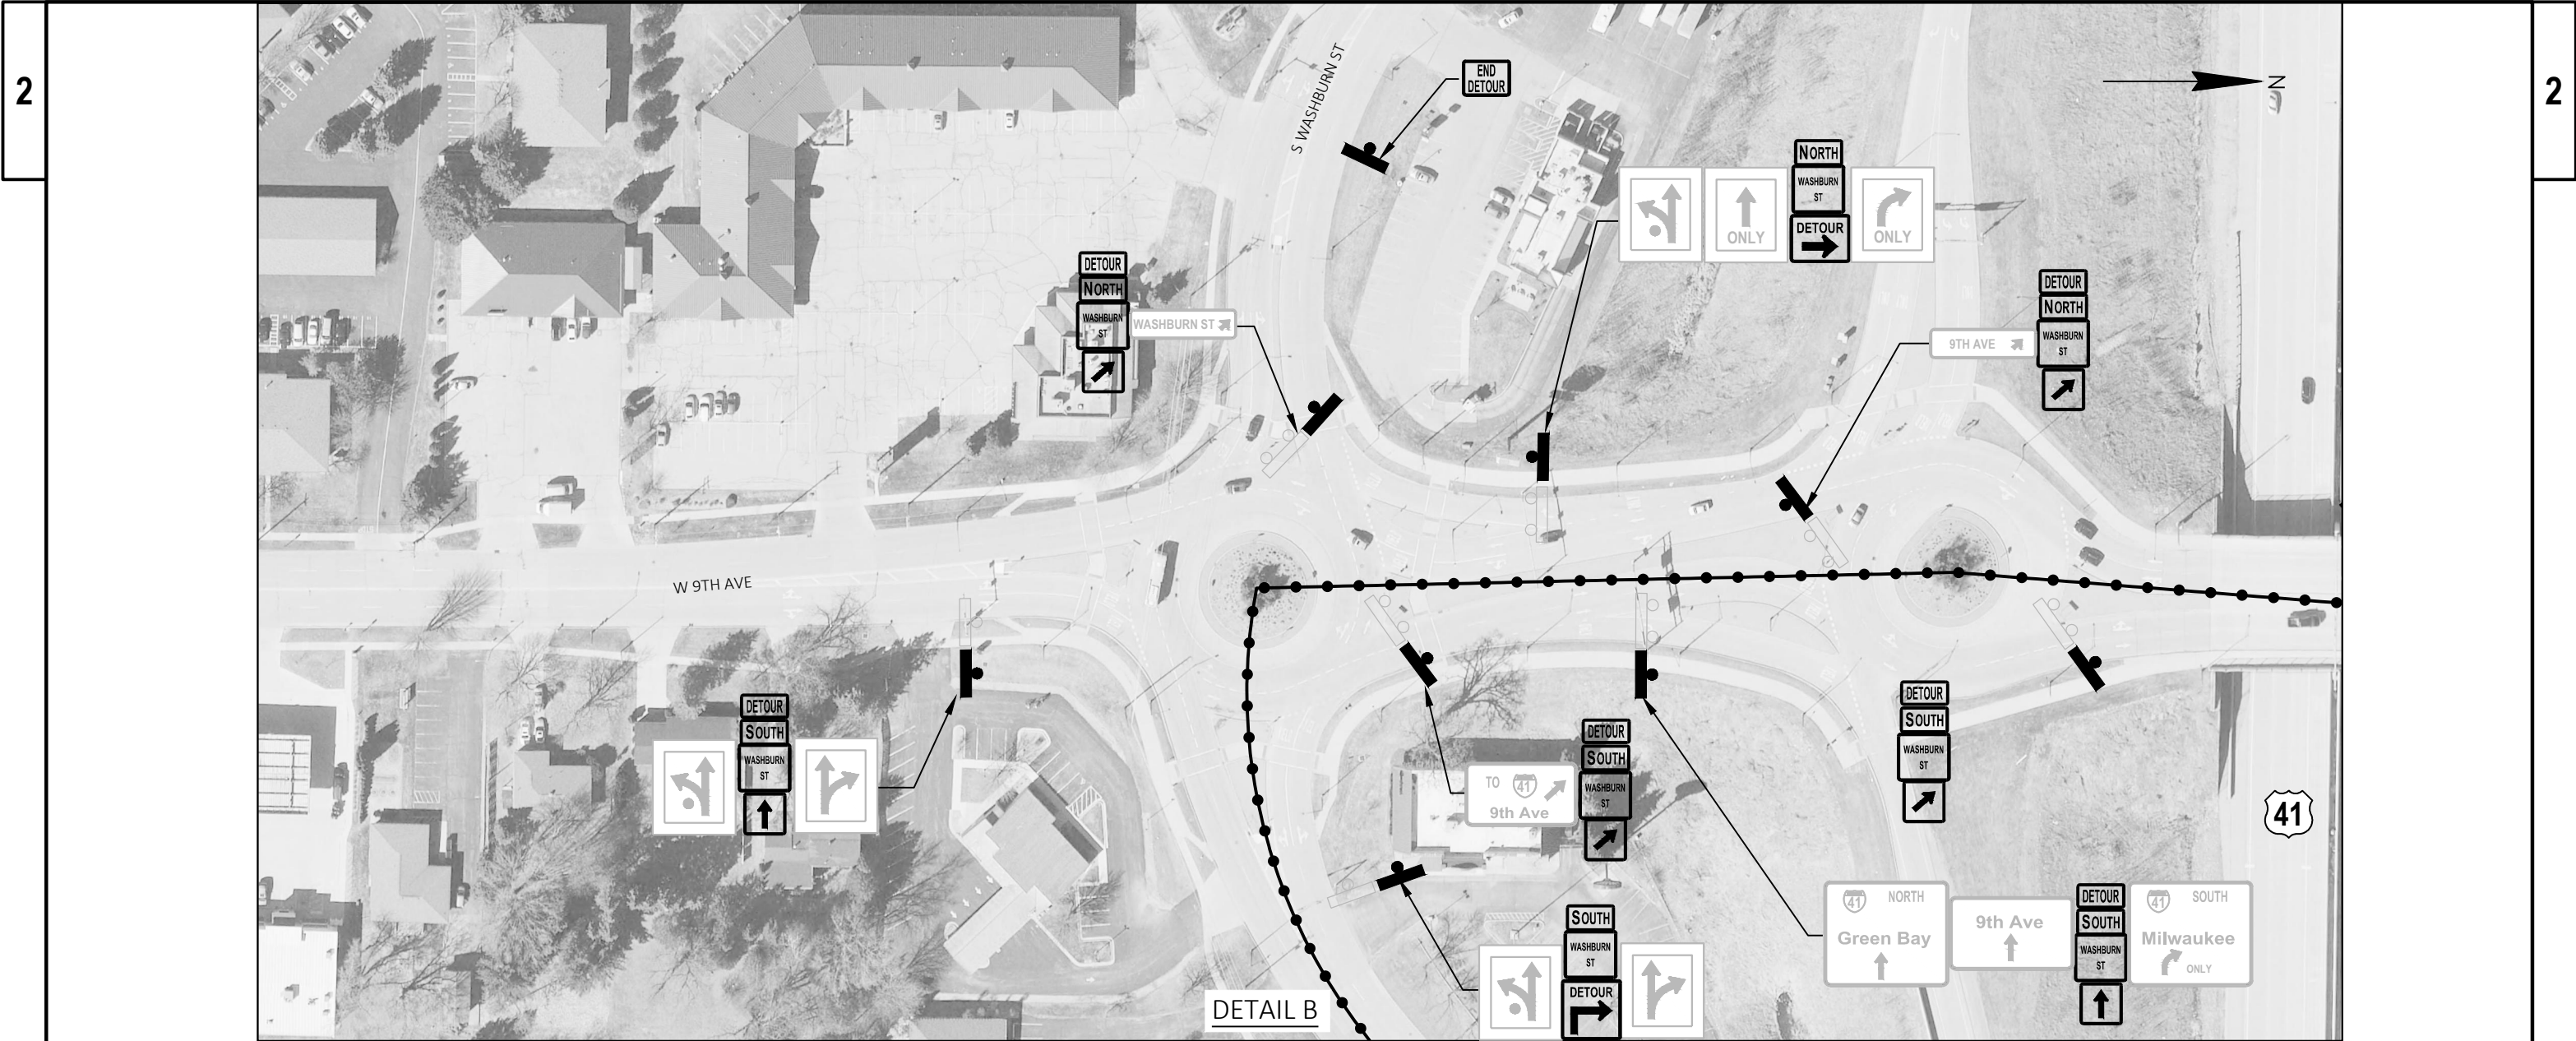 2
2
S WASHBURN ST
END
DETOUR
N
NORTH
WASHBURN
ST
DETOUR
ONLY
ONLY
DETOUR
NORTH
WASHBURN
ST
WASHBURN ST
DETOUR
NORTH
WASHBURN
ST
9TH AVE
W 9TH AVE
DETOUR
SOUTH
WASHBURN
ST
DETOUR
SOUTH
WASHBURN
ST
TO 41
9th Ave
DETOUR
SOUTH
WASHBURN
ST
41
41 NORTH
Green Bay
9th Ave
DETOUR
SOUTH
WASHBURN
ST
41 SOUTH
Milwaukee
ONLY
SOUTH
WASHBURN
ST
DETOUR
DETAIL B